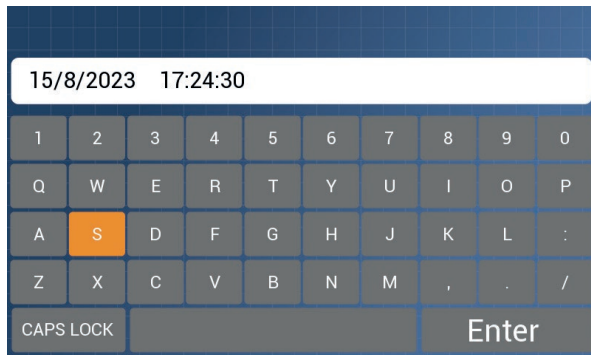 15/8/2023 17:24:30
1 2 3 4 5 6 7 8 9 0
Q W E R T Y U I O P
A S D F G H J K L :
Z X C V B N M , . /
CAPS LOCK Enter